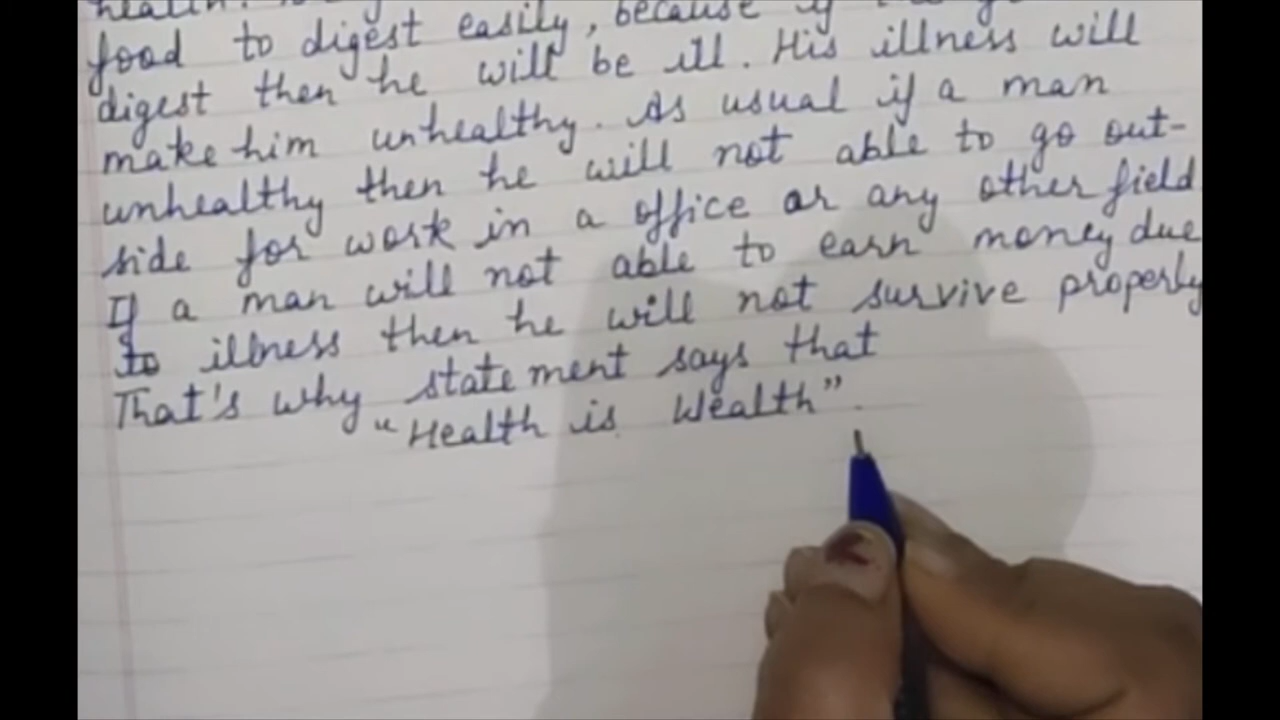 health.
food to digest easily, because if
digest then he will be ill. His illness will
make him unhealthy. As usual if a man
unhealthy then he will not able to go out-
side for work in a office or any other field
If a man will not able to earn money due
to illness then he will not survive properly
That's why statement says that
"Health is Wealth".